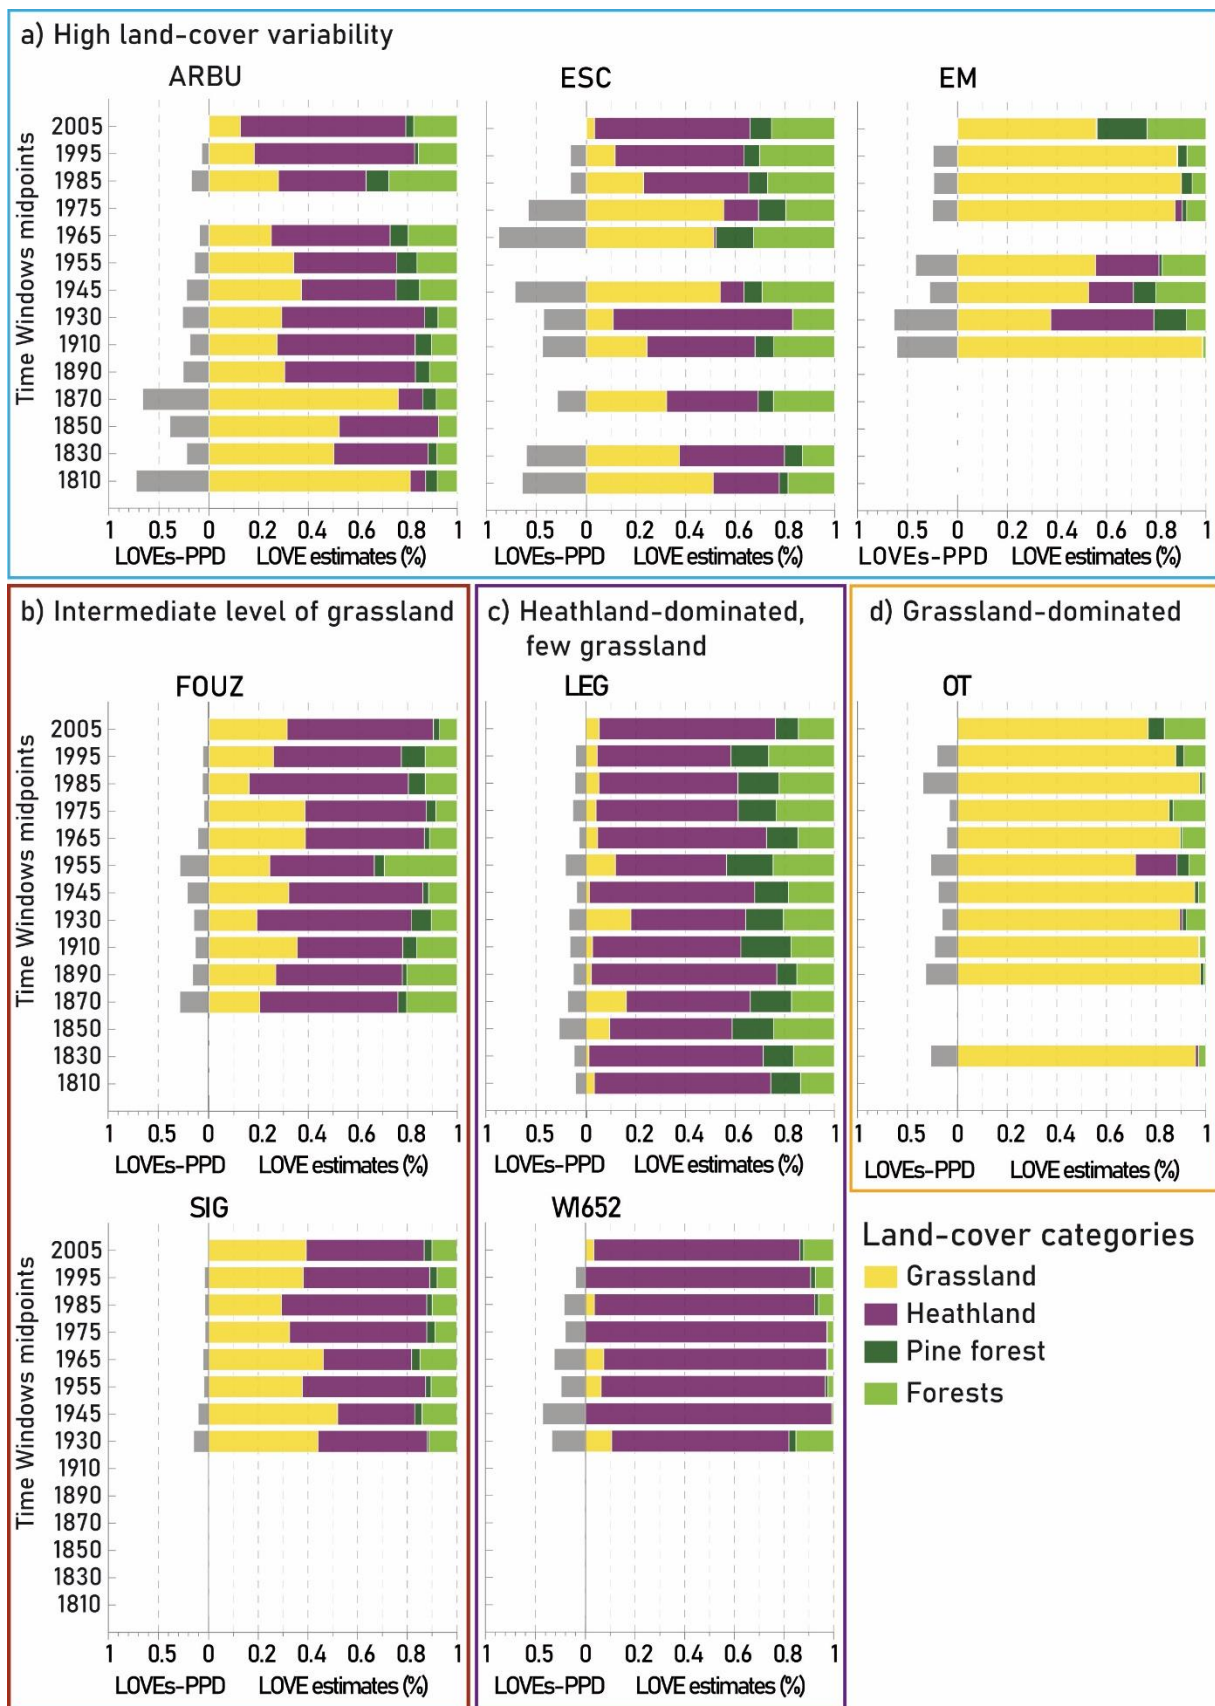 a) High land-cover variability
ARBU ESC EM
Time Windows midpoints
2005
1995
1985
1975
1965
1955
1945
1930
1910
1890
1870
1850
1830
1810
1 0.5 0 0.2 0.4 0.6 0.8 1 1 0.5 0 0.2 0.4 0.6 0.8 1 1 0.5 0 0.2 0.4 0.6 0.8 1
LOVEs-PPD LOVE estimates (%) LOVEs-PPD LOVE estimates (%) LOVEs-PPD LOVE estimates (%)
b) Intermediate level of grassland
c) Heathland-dominated,
few grassland
d) Grassland-dominated
FOUZ LEG OT
Time Windows midpoints
2005
1995
1985
1975
1965
1955
1945
1930
1910
1890
1870
1850
1830
1810
1 0.5 0 0.2 0.4 0.6 0.8 1 1 0.5 0 0.2 0.4 0.6 0.8 1 1 0.5 0 0.2 0.4 0.6 0.8 1
LOVEs-PPD LOVE estimates (%) LOVEs-PPD LOVE estimates (%) LOVEs-PPD LOVE estimates (%)
SIG WI652
Time Windows midpoints
2005
1995
1985
1975
1965
1955
1945
1930
1910
1890
1870
1850
1830
1810
1 0.5 0 0.2 0.4 0.6 0.8 1 1 0.5 0 0.2 0.4 0.6 0.8 1
LOVEs-PPD LOVE estimates (%) LOVEs-PPD LOVE estimates (%)
Land-cover categories
Grassland
Heathland
Pine forest
Forests